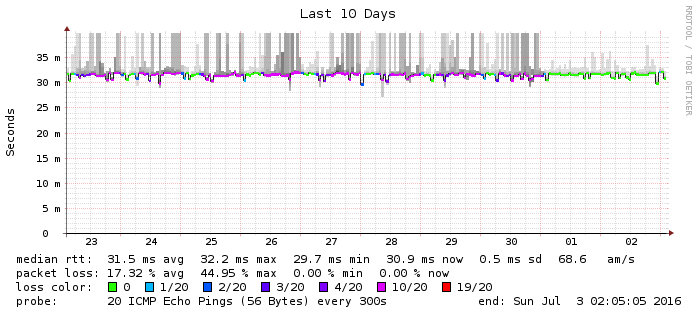 Last 10 Days
RRDTOOL / TOBI OETIKER
Seconds
35 m
30 m
25 m
20 m
15 m
10 m
5 m
0
23 24 25 26 27 28 29 30 01 02
median rtt: 31.5 ms avg 32.2 ms max 29.7 ms min 30.9 ms now 0.5 ms sd 68.6 am/s
packet loss: 17.32 % avg 44.95 % max 0.00 % min 0.00 % now
loss color: 0 1/20 2/20 3/20 4/20 10/20 19/20
probe: 20 ICMP Echo Pings (56 Bytes) every 300s end: Sun Jul 3 02:05:05 2016